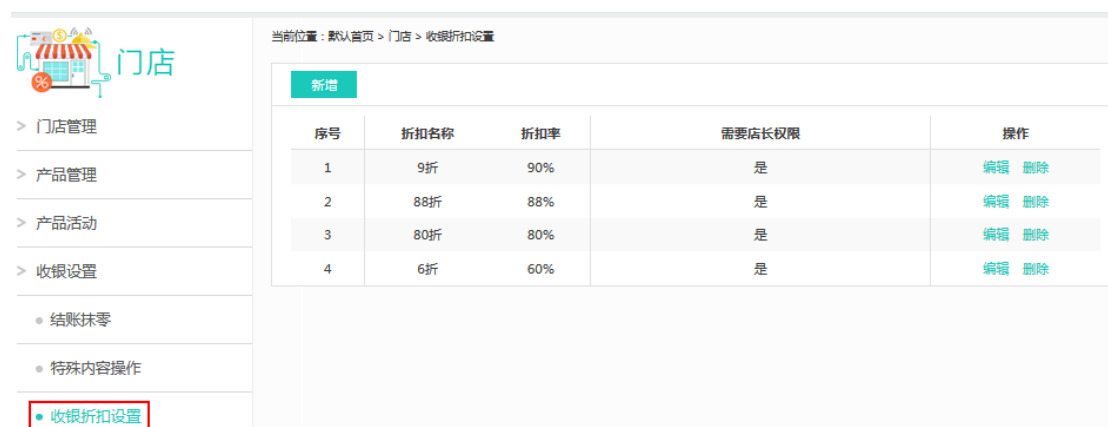 门店
门店管理
产品管理
产品活动
收银设置
结账抹零
特殊内容操作
收银折扣设置
当前位置：默认首页 > 门店 > 收银折扣设置
新增
序号 折扣名称 折扣率 需要店长权限 操作
1 9折 90% 是 编辑 删除
2 88折 88% 是 编辑 删除
3 80折 80% 是 编辑 删除
4 6折 60% 是 编辑 删除